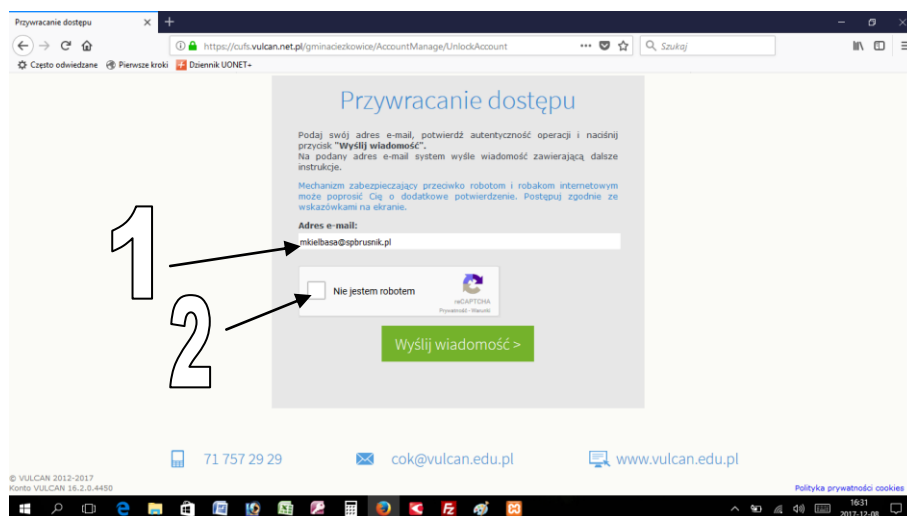 Przywracanie dostępu
https://cufs.vulcan.net.pl/gminaciezkowice/AccountManage/UnlockAccount
Szukaj
Często odwiedzane
Pierwsze kroki
Dziennik UONET+
Przywracanie dostępu
Podaj swój adres e-mail, potwierdź autentyczność operacji i naciśnij
przycisk "Wyślij wiadomość".
Na podany adres e-mail system wyśle wiadomość zawierającą dalsze
instrukcje.
Mechanizm zabezpieczający przeciwko robotom i robakom internetowym
może poprosić Cię o dodatkowe potwierdzenie. Postępuj zgodnie ze
wskazówkami na ekranie.
Adres e-mail:
mkielbasa@spbrusnik.pl
1
Nie jestem robotem
reCAPTCHA
Prywatność - Warunki
2
Wyślij wiadomość >
71 757 29 29
cok@vulcan.edu.pl
www.vulcan.edu.pl
© VULCAN 2012-2017
Konto VULCAN 16.2.0.4450
Polityka prywatności cookies
16:31
2017-12-08